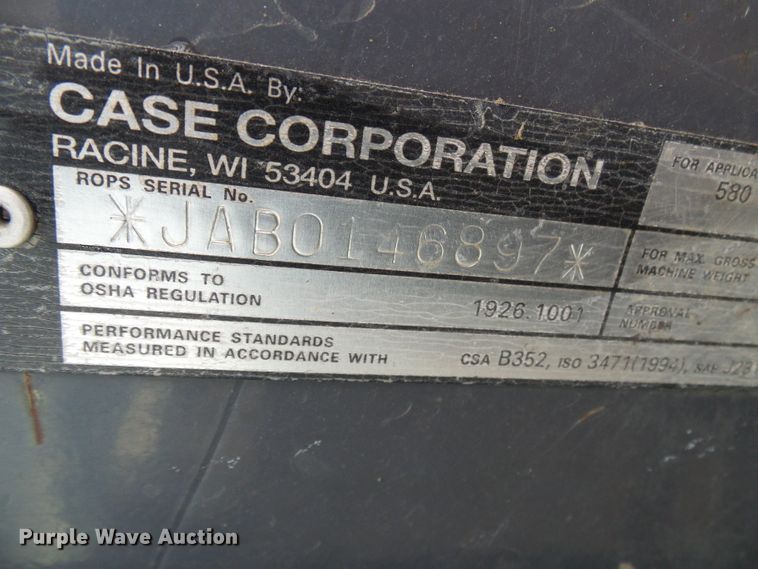 Made In U.S.A. By:
CASE CORPORATION
RACINE, WI 53404 U.S.A.
ROPS SERIAL No.
*JAB0146897*
CONFORMS TO
OSHA REGULATION 1926.1001
PERFORMANCE STANDARDS
MEASURED IN ACCORDANCE WITH CSA B352, ISO 3471(1994), SAE
FOR APPLICA
580
FOR MAX. GROSS
MACHINE WEIGHT
APPROVAL
NUMBER
Purple Wave Auction